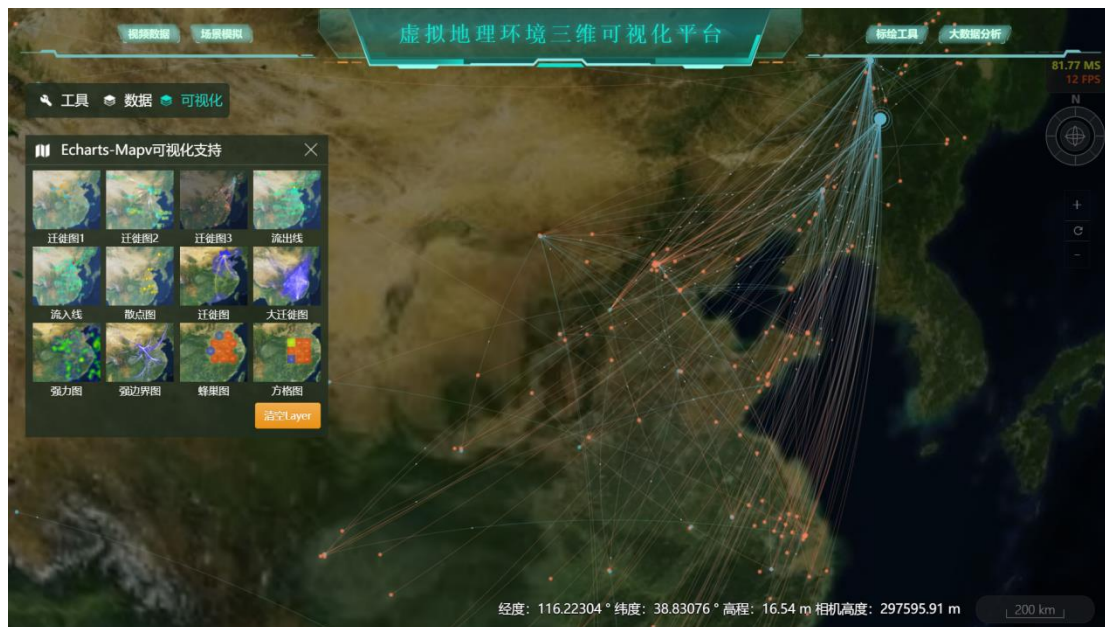 视频数据 场景模拟 虚拟地理环境三维可视化平台 标绘工具 大数据分析
81.77 MS
12 FPS
N
工具 数据 可视化
Echarts-Mapv可视化支持
迁徙图1 迁徙图2 迁徙图3 流出线
流入线 散点图 迁徙图 大迁徙图
强力图 强边界图 蜂巢图 方格图
清空Layer
经度：116.22304 ° 纬度：38.83076 ° 高程：16.54 m 相机高度：297595.91 m
200 km